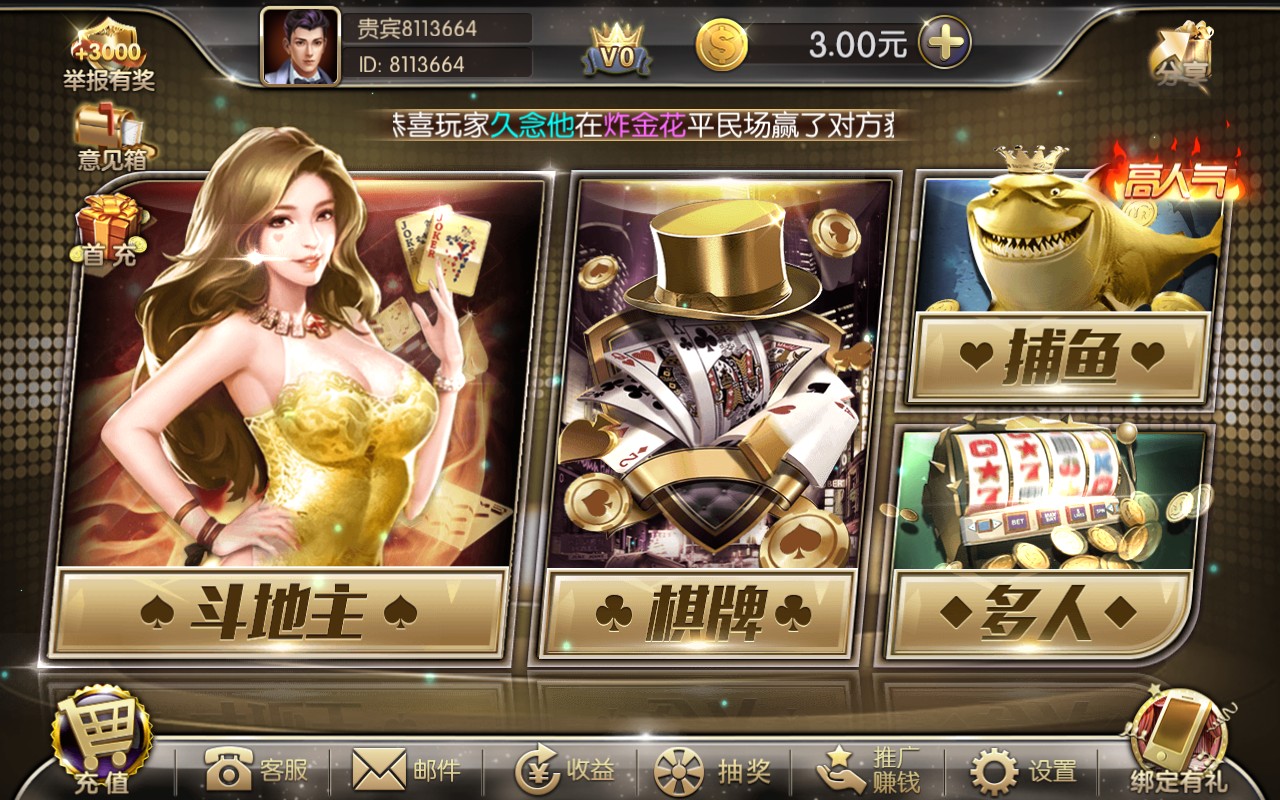 +3000
举报有奖
贵宾8113664
ID: 8113664
V0
3.00元
分享
意见箱
恭喜玩家久念他在炸金花平民场赢了对方
首充
JOKER
JOKER
高人气
捕鱼
斗地主
棋牌
多人
充值
客服
邮件
收益
抽奖
推广
赚钱
设置
绑定有礼